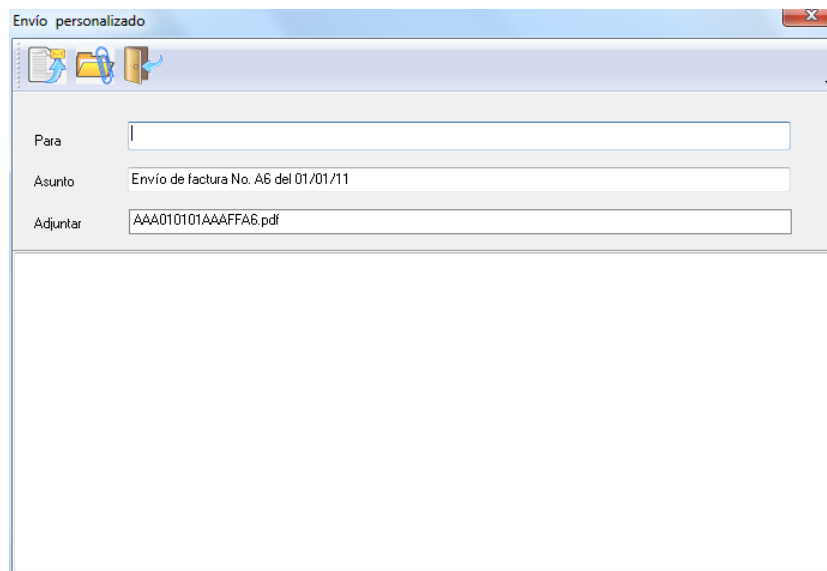 Envío personalizado
Para
Asunto Envío de factura No. A6 del 01/01/11
Adjuntar AAA010101AAAFFA6.pdf